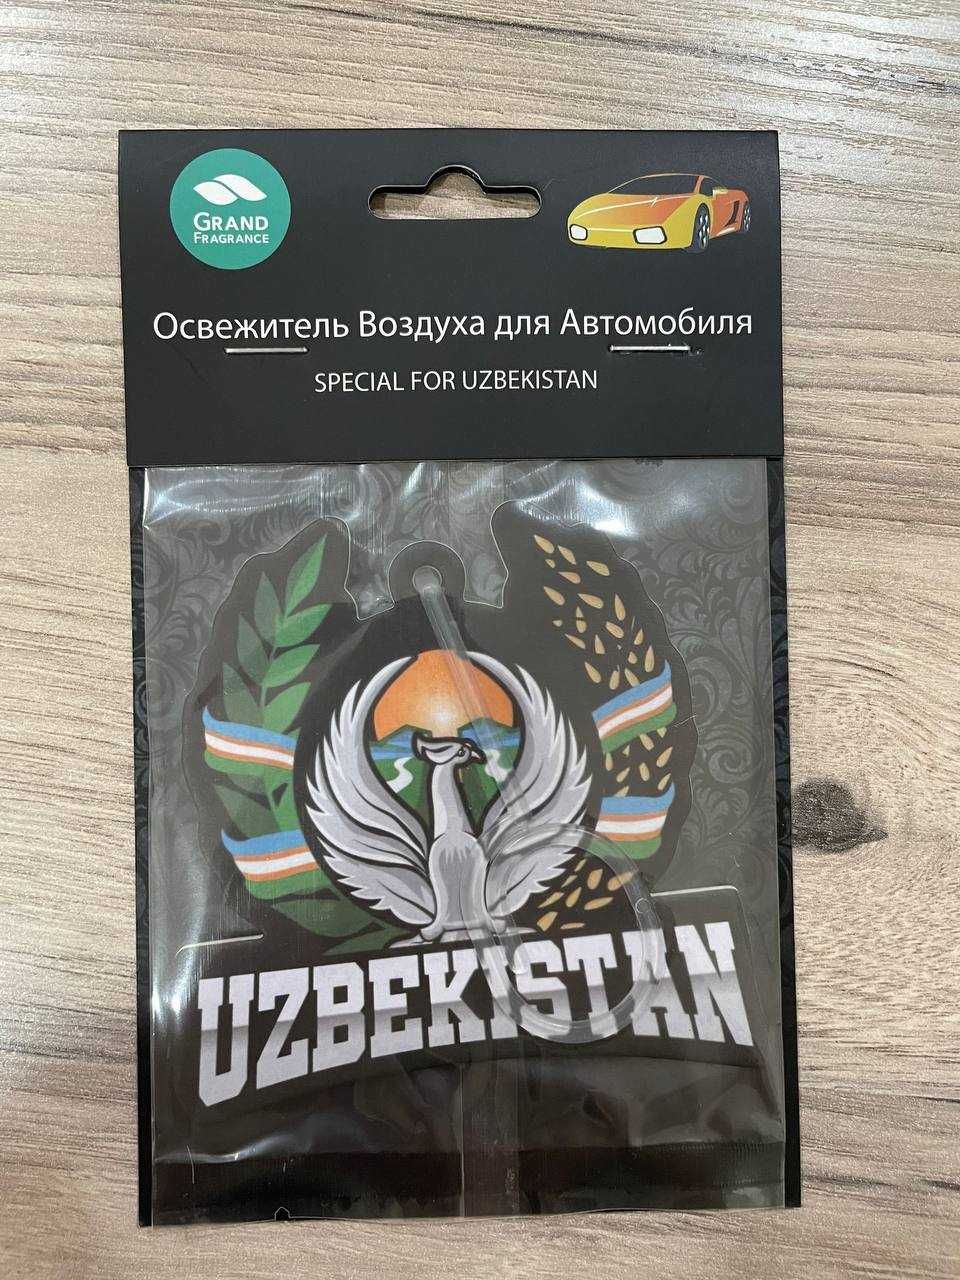 GRAND
FRAGRANCE
Освежитель Воздуха для Автомобиля
SPECIAL FOR UZBEKISTAN
UZBEKISTAN